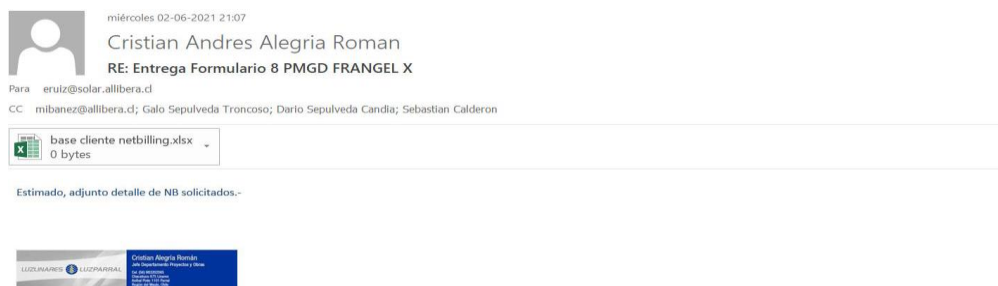 miércoles 02-06-2021 21:07
Cristian Andres Alegria Roman
RE: Entrega Formulario 8 PMGD FRANGEL X
Para eruiz@solar.allibera.cl
CC mibanez@allibera.cl; Galo Sepulveda Troncoso; Dario Sepulveda Candia; Sebastian Calderon
base cliente netbilling.xlsx
0 bytes
Estimado, adjunto detalle de NB solicitados.-
LUZLINARES LUZPARRAL
Cristian Alegría Román
Jefe Departamento Proyectos y Obras